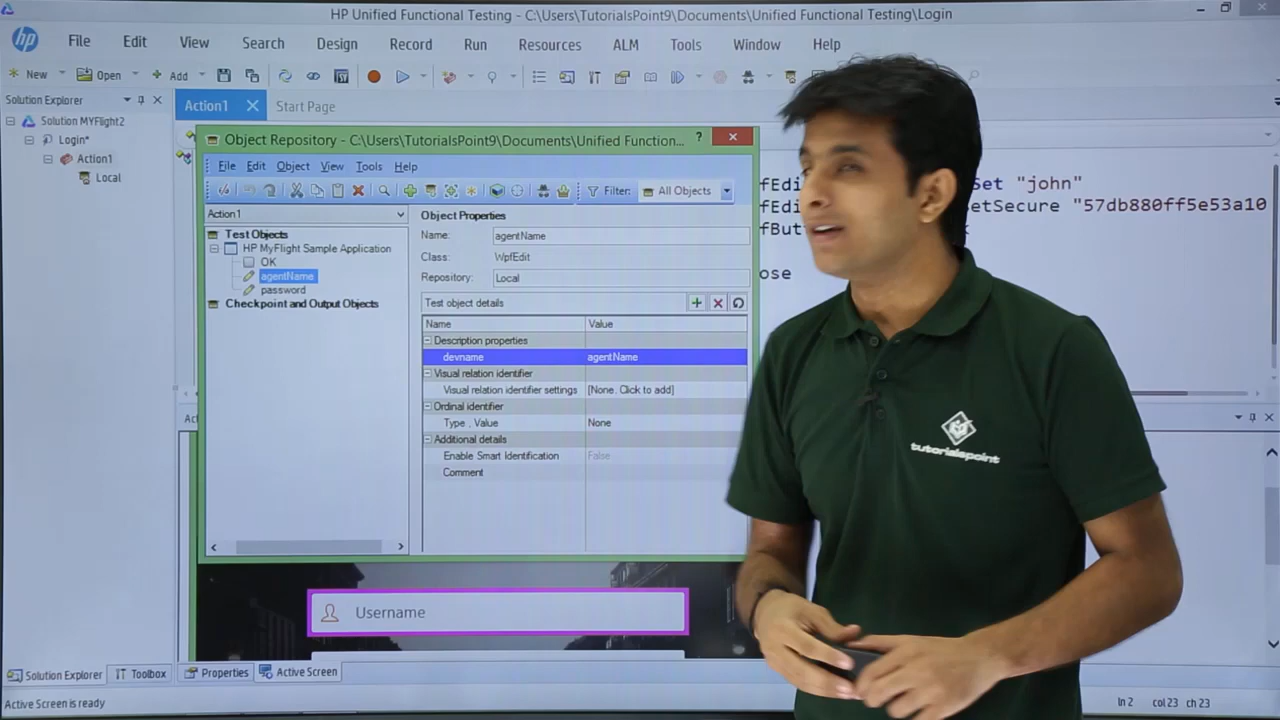 HP Unified Functional Testing - C:\Users\TutorialsPoint9\Documents\Unified Functional Testing\Login
hp File Edit View Search Design Record Run Resources ALM Tools Window Help
New Open Add
Solution Explorer
Action1 Start Page
Solution MYFlight2
Login*
Action1
Local
Object Repository - C:\Users\TutorialsPoint9\Documents\Unified Function...
File Edit Object View Tools Help
Filter: All Objects
Action1
Test Objects
HP MyFlight Sample Application
OK
agentName
password
Checkpoint and Output Objects
Object Properties
Name: agentName
Class: WpfEdit
Repository: Local
Test object details
Name Value
Description properties
devname agentName
Visual relation identifier
Visual relation identifier settings [None. Click to add]
Ordinal identifier
Type , Value None
Additional details
Enable Smart Identification False
Comment
Set "john"
etSecure "57db880ff5e53a10
ose
tutorialspoint
Username
Solution Explorer Toolbox Properties Active Screen
Active Screen is ready
ln 2 col 23 ch 23